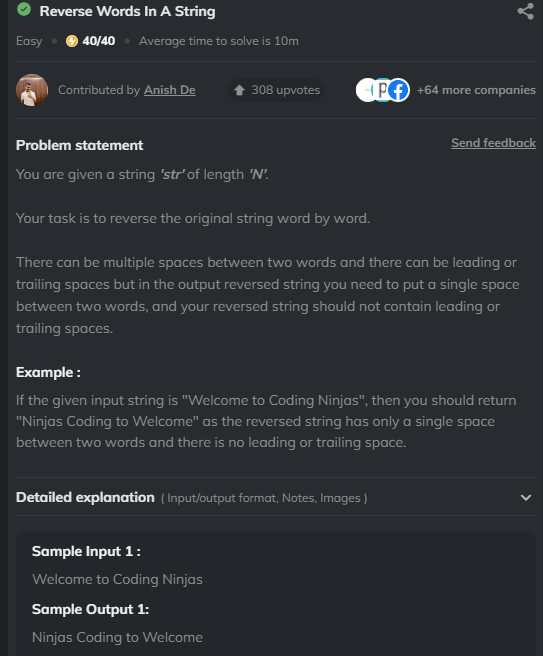 Reverse Words In A String
Easy • 40/40 • Average time to solve is 10m
Contributed by Anish De 308 upvotes +64 more companies
Problem statement Send feedback
You are given a string 'str' of length 'N'.
Your task is to reverse the original string word by word.
There can be multiple spaces between two words and there can be leading or
trailing spaces but in the output reversed string you need to put a single space
between two words, and your reversed string should not contain leading or
trailing spaces.
Example :
If the given input string is "Welcome to Coding Ninjas", then you should return
"Ninjas Coding to Welcome" as the reversed string has only a single space
between two words and there is no leading or trailing space.
Detailed explanation ( Input/output format, Notes, Images )
Sample Input 1 :
Welcome to Coding Ninjas
Sample Output 1:
Ninjas Coding to Welcome